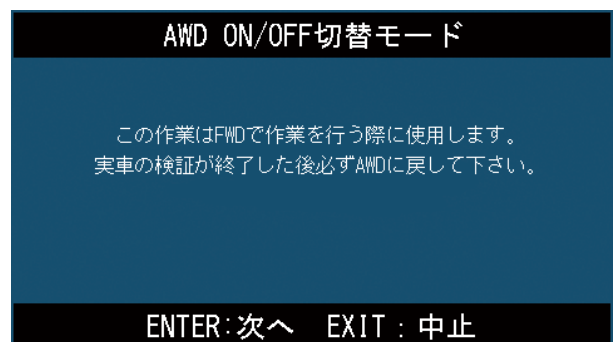 AWD ON/OFF切替モード
この作業はFWDで作業を行う際に使用します。
実車の検証が終了した後必ずAWDに戻して下さい。
ENTER:次へ EXIT:中止